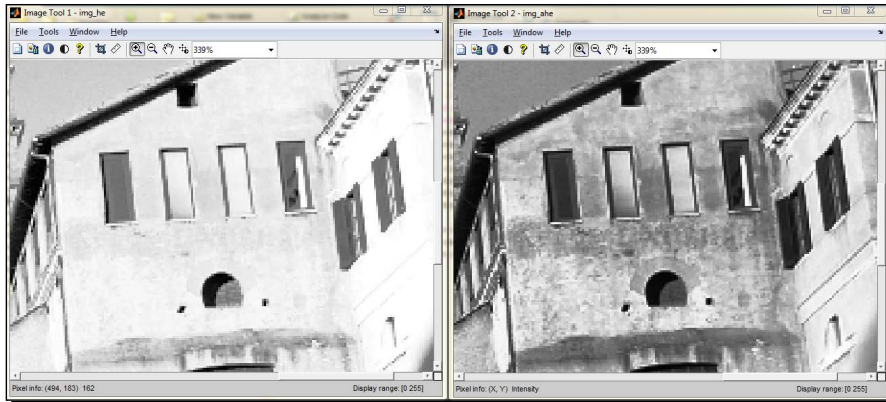 Image Tool 1 - img_he
File Tools Window Help
339%
Pixel info: (494, 183) 162
Display range: [0 255]
Image Tool 2 - img_ahe
File Tools Window Help
339%
Pixel info: (X, Y) Intensity
Display range: [0 255]